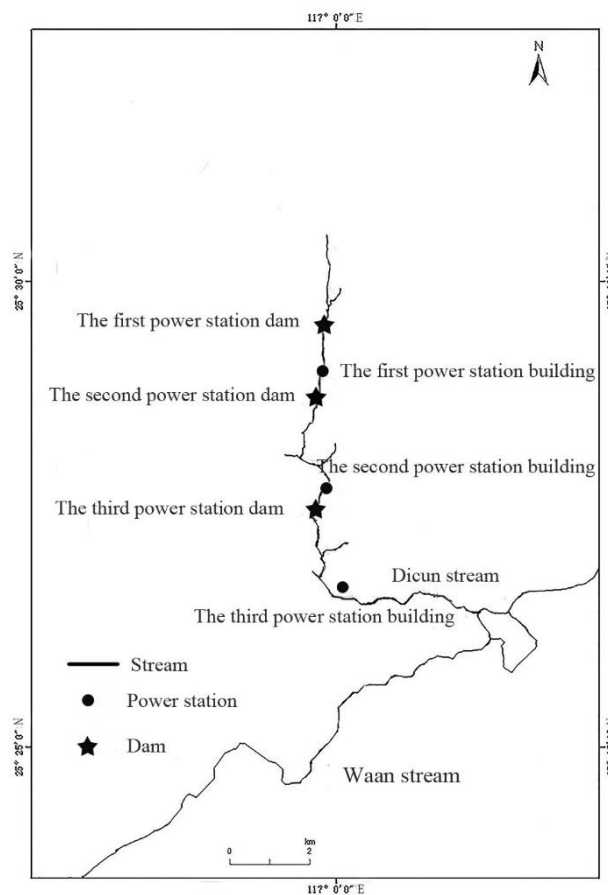 117° 0′0″ E
N
25° 30′0″ N
The first power station dam
The first power station building
The second power station dam
The second power station building
The third power station dam
Dicun stream
The third power station building
Stream
Power station
Dam
25° 25′0″ N
Waan stream
0
2
km
117° 0′0″ E